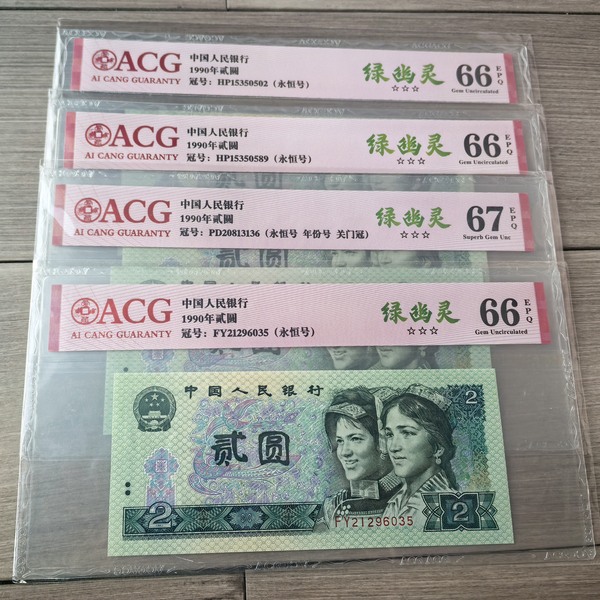 ACG
AI CANG GUARANTY
中国人民银行
1990年贰圆
冠号：HP15350502（永恒号）
绿幽灵
☆☆☆
66
EPQ
Gem Uncirculated
ACG
AI CANG GUARANTY
中国人民银行
1990年贰圆
冠号：HP15350589（永恒号）
绿幽灵
☆☆☆
66
EPQ
Gem Uncirculated
ACG
AI CANG GUARANTY
中国人民银行
1990年贰圆
冠号：PD20813136（永恒号 年份号 关门冠）
绿幽灵
☆☆☆
67
EPQ
Superb Gem Unc
贰圆
ACG
AI CANG GUARANTY
中国人民银行
1990年贰圆
冠号：FY21296035（永恒号）
绿幽灵
☆☆☆
66
EPQ
Gem Uncirculated
中国人民银行
2
贰圆
2
FY21296035
2